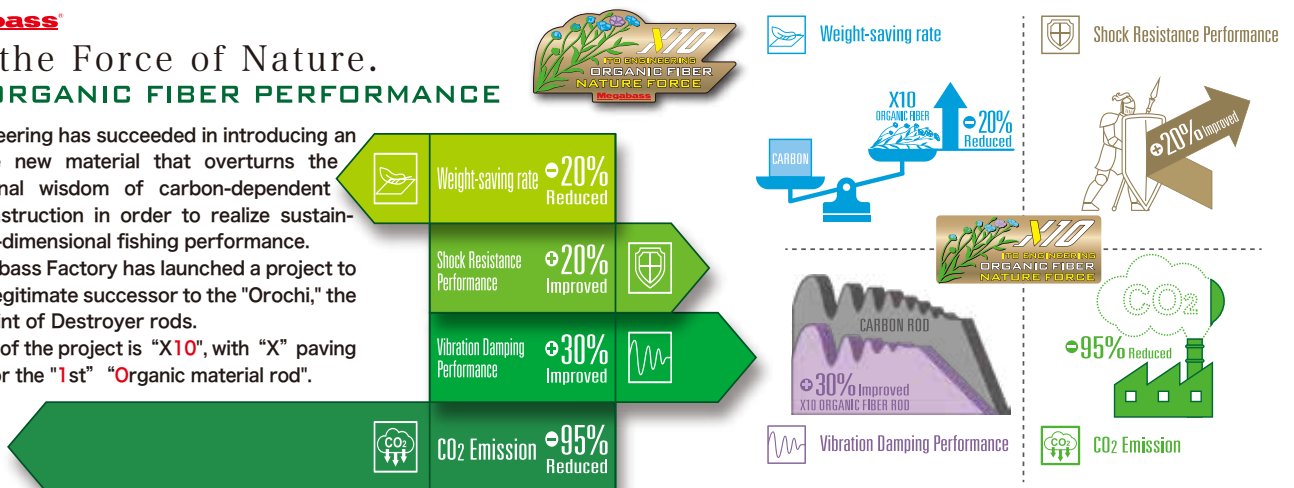 bass
the Force of Nature.
ORGANIC FIBER PERFORMANCE
eering has succeeded in introducing an
new material that overturns the
nal wisdom of carbon-dependent
nstruction in order to realize sustain-
-dimensional fishing performance.
bass Factory has launched a project to
egitimate successor to the "Orochi," the
int of Destroyer rods.
of the project is “X10", with “X” paving
or the "1st” “Organic material rod".
X10
ITO ENGINEERING
ORGANIC FIBER
NATURE FORCE
Megabass
Weight-saving rate -20%
Reduced
Shock Resistance
Performance
+20%
Improved
Vibration Damping
Performance
+30%
Improved
CO2
CO2 Emission -95%
Reduced
Weight-saving rate
X10
ORGANIC FIBER
-20%
Reduced
CARBON
Shock Resistance Performance
+20% Improved
X10
ITO ENGINEERING
ORGANIC FIBER
NATURE FORCE
CARBON ROD
+30% Improved
X10 ORGANIC FIBER ROD
Vibration Damping Performance
CO2
-95% Reduced
CO2
CO2 Emission